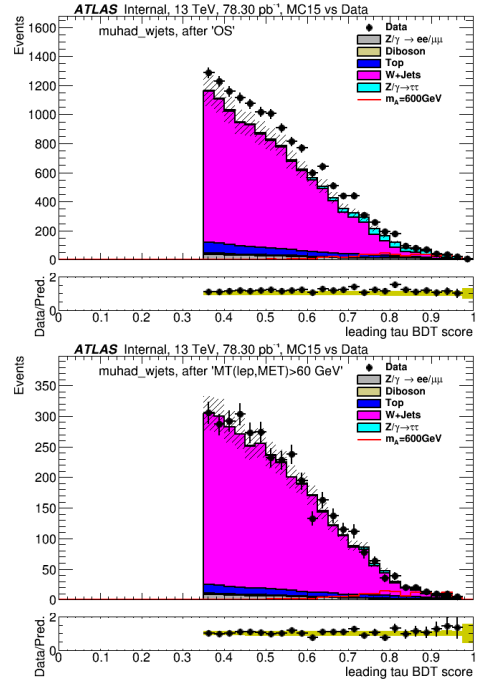 ATLAS Internal, 13 TeV, 78.30 pb⁻¹, MC15 vs Data
Events
muhad_wjets, after 'OS'
Data
Z/γ → ee/μμ
Diboson
Top
W+Jets
Z/γ→ττ
m_A=600GeV
1600
1400
1200
1000
800
600
400
200
0
Data/Pred.
2
0
0 0.1 0.2 0.3 0.4 0.5 0.6 0.7 0.8 0.9 1
leading tau BDT score
ATLAS Internal, 13 TeV, 78.30 pb⁻¹, MC15 vs Data
Events
muhad_wjets, after 'MT(lep,MET)>60 GeV'
Data
Z/γ → ee/μμ
Diboson
Top
W+Jets
Z/γ→ττ
m_A=600GeV
350
300
250
200
150
100
50
0
Data/Pred.
2
0
0 0.1 0.2 0.3 0.4 0.5 0.6 0.7 0.8 0.9 1
leading tau BDT score